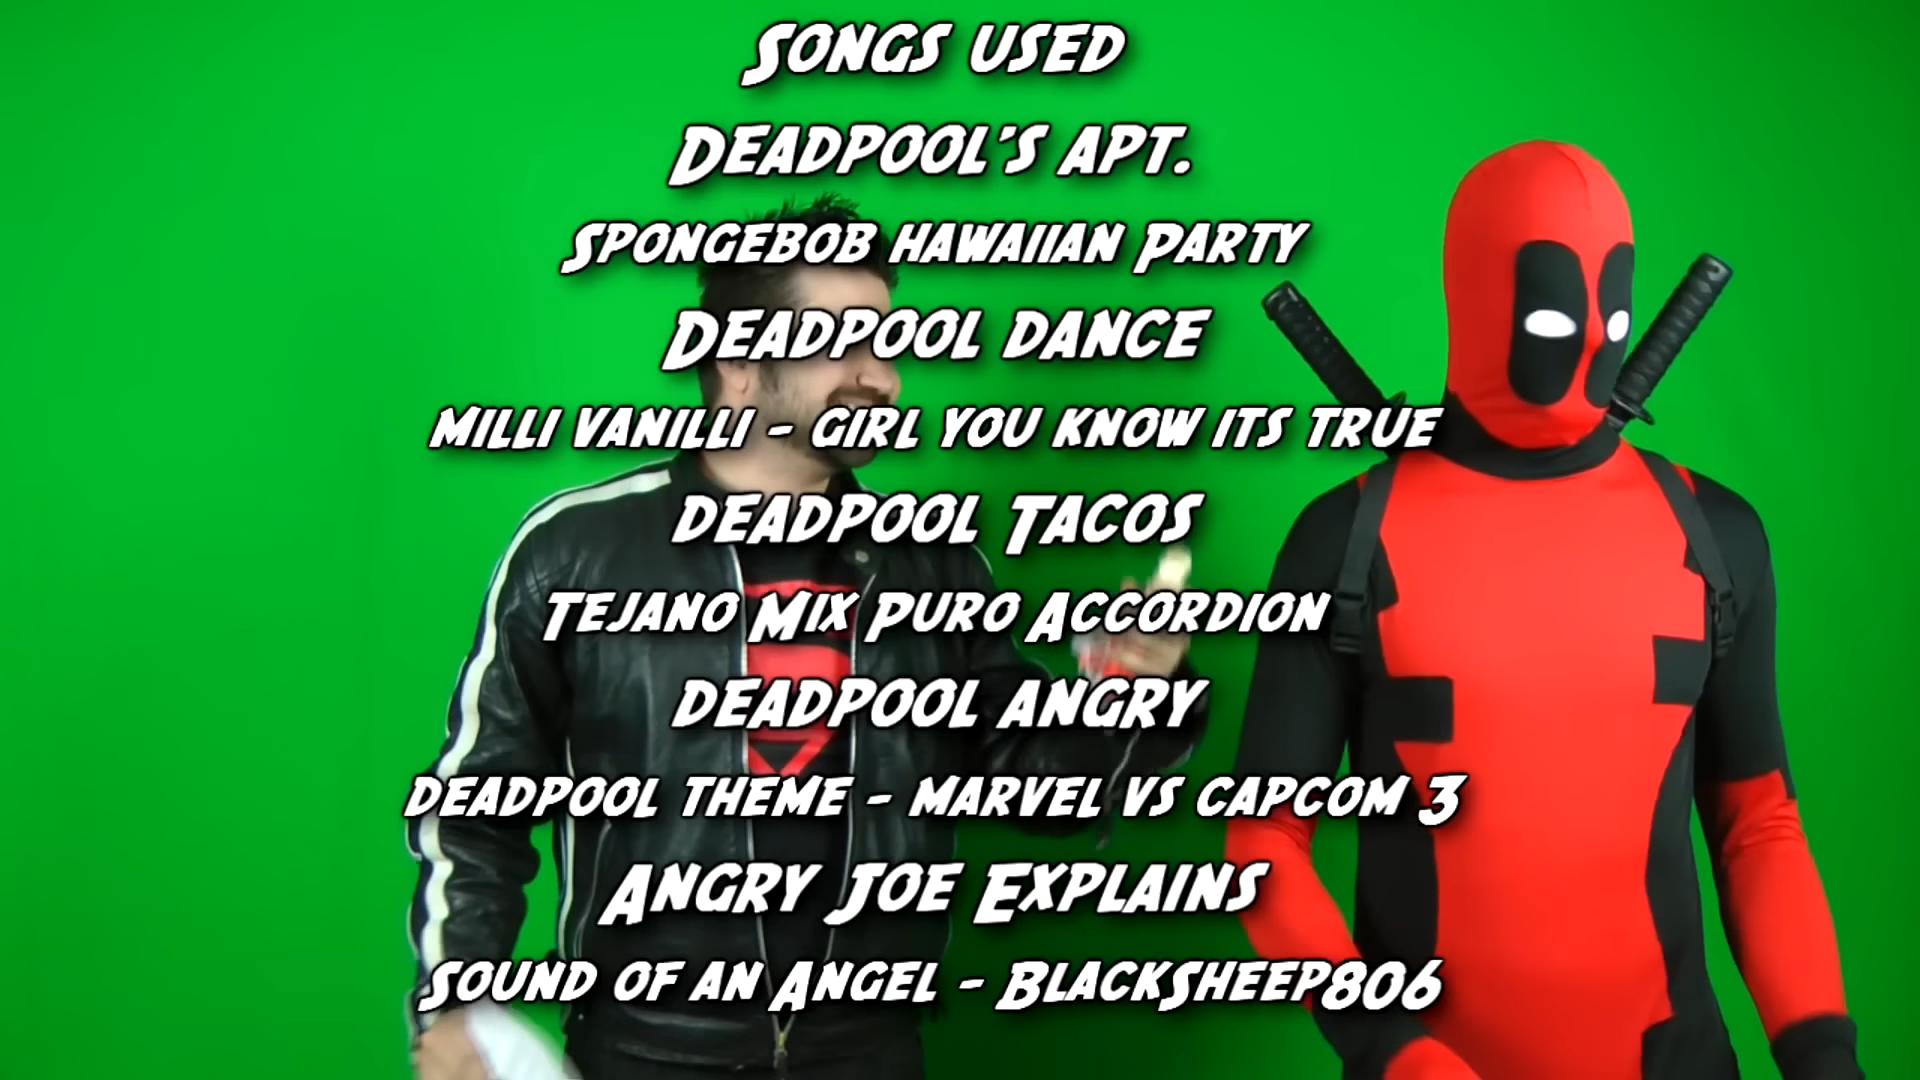 Songs used
Deadpool's apt.
Spongebob Hawaiian Party
Deadpool dance
Milli Vanilli - girl you know its true
Deadpool Tacos
Tejano Mix Puro Accordion
Deadpool angry
Deadpool theme - Marvel vs Capcom 3
Angry Joe Explains
Sound of an Angel - BlackSheep806